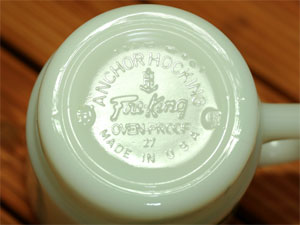 ANCHOR HOCKING
Fire-King
OVEN-PROOF
27
MADE IN U.S.A.